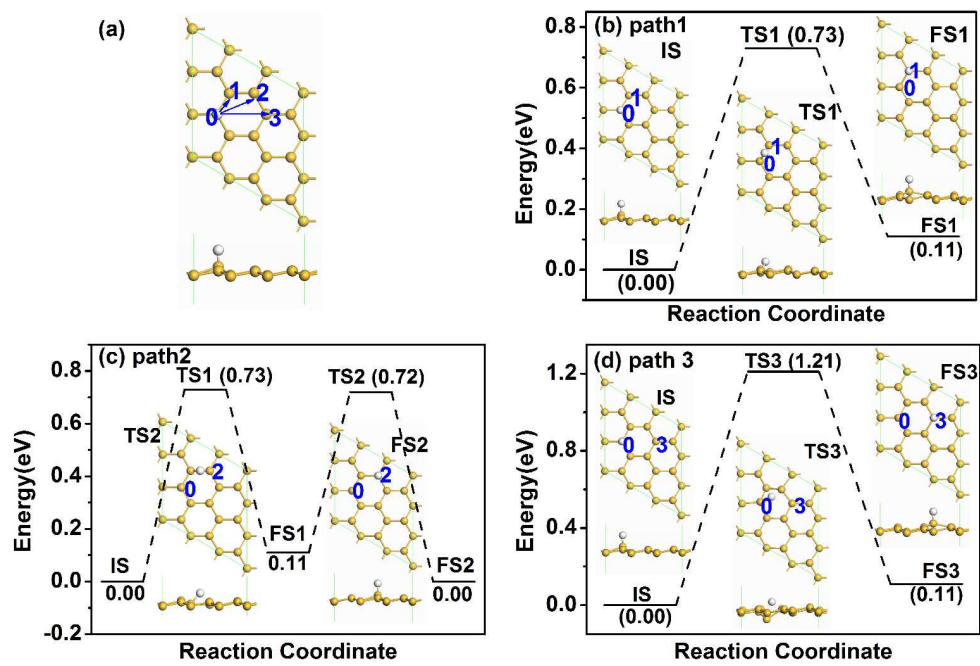 (a)
1
2
0
3
(b) path1
Energy(eV)
0.8
0.6
0.4
0.2
0.0
IS
1
0
TS1 (0.73)
TS1
1
0
FS1
1
0
IS
(0.00)
FS1
(0.11)
Reaction Coordinate
(c) path2
Energy(eV)
0.8
0.6
0.4
0.2
0.0
-0.2
TS1 (0.73)
TS2 (0.72)
TS2
2
0
FS2
2
0
IS
0.00
FS1
0.11
FS2
0.00
Reaction Coordinate
(d) path 3
Energy(eV)
1.2
0.8
0.4
0.0
TS3 (1.21)
IS
0
3
TS3
0
3
FS3
0
3
IS
(0.00)
FS3
(0.11)
Reaction Coordinate